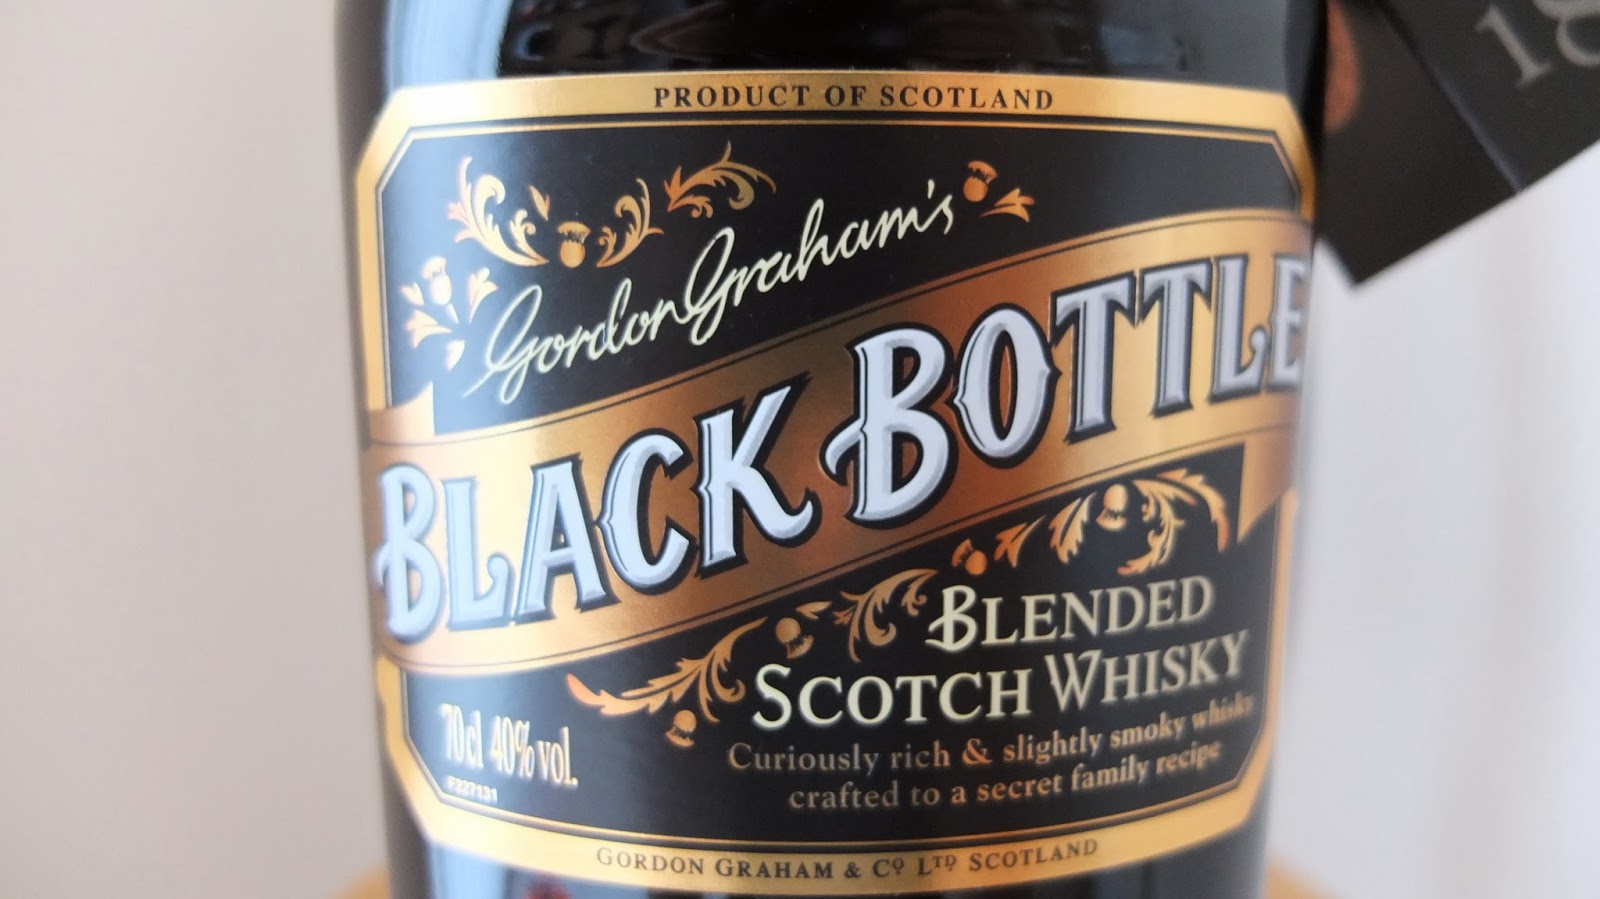 PRODUCT OF SCOTLAND
Gordon Graham's
BLACK BOTTLE
BLENDED
SCOTCH WHISKY
Curiously rich & slightly smoky whisky
crafted to a secret family recipe
70cl 40% vol.
F227131
GORDON GRAHAM & Cº LTD SCOTLAND